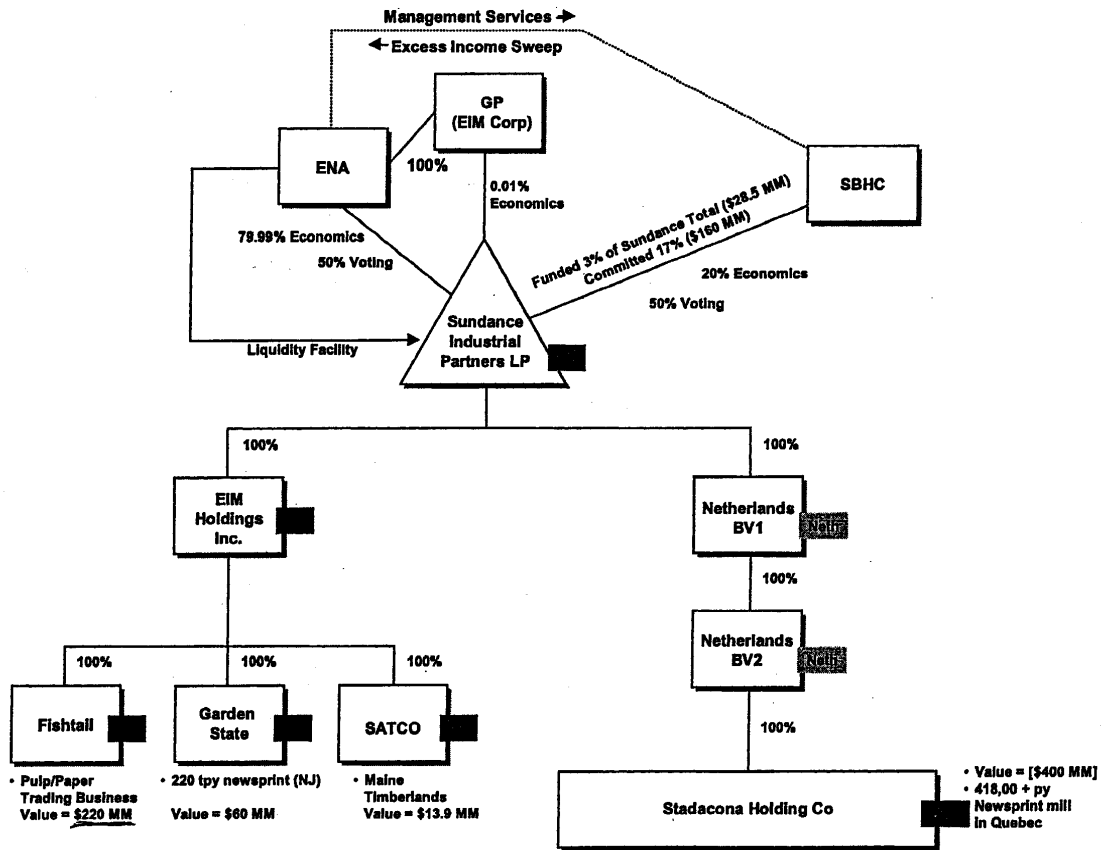 Management Services →
← Excess Income Sweep
GP
(EIM Corp)
ENA
100%
SBHC
0.01%
Economics
79.99% Economics
50% Voting
Funded 3% of Sundance Total ($28.5 MM)
Committed 17% ($160 MM)
20% Economics
50% Voting
Liquidity Facility
Sundance
Industrial
Partners LP
100%
100%
EIM
Holdings
Inc.
Netherlands
BV1
Neth
100%
Netherlands
BV2
Neth
100%
100%
100%
100%
Fishtail
Garden
State
SATCO
• Pulp/Paper
Trading Business
Value = $220 MM
• 220 tpy newsprint (NJ)
Value = $60 MM
• Maine
Timberlands
Value = $13.9 MM
Stadacona Holding Co
• Value = [$400 MM]
• 418,00 + py
Newsprint mill
in Quebec